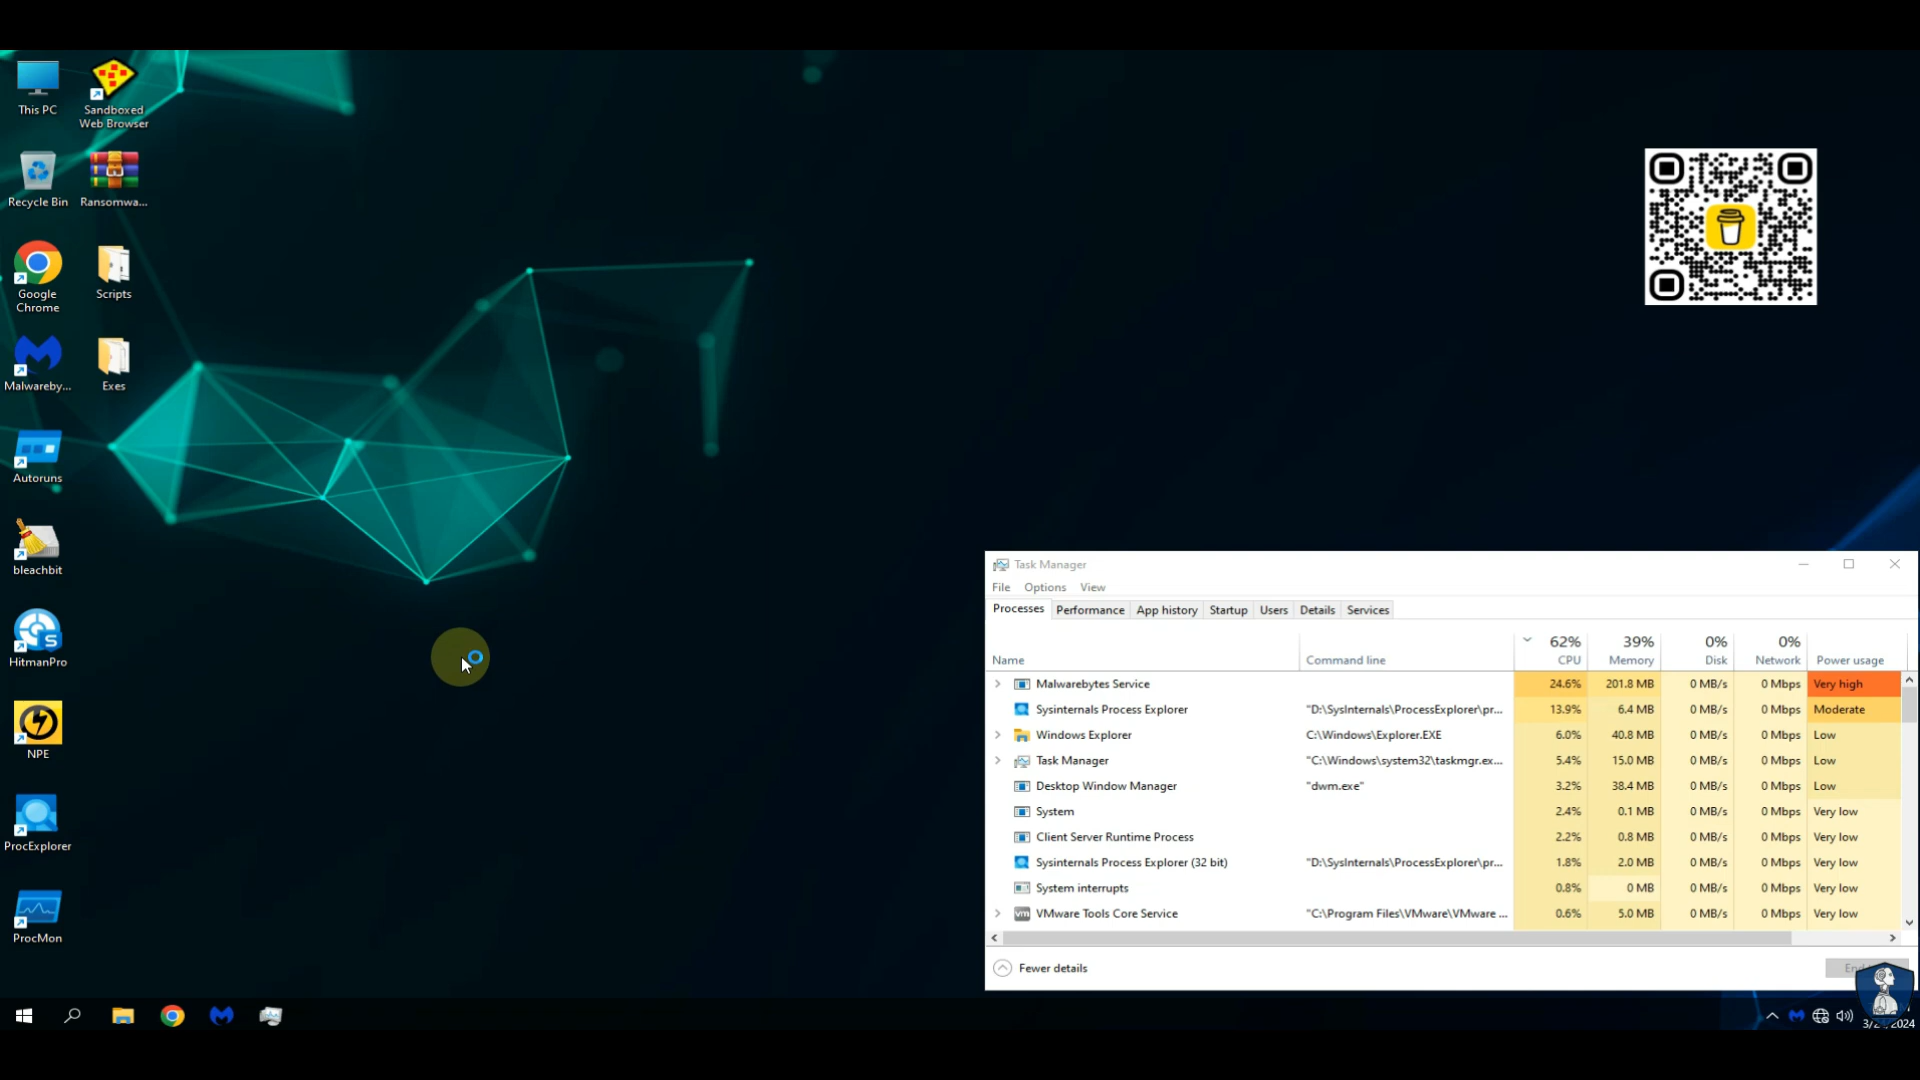 This PC
Sandboxed
Web Browser
Recycle Bin
Ransomwa...
Google
Chrome
Scripts
Malwareby...
Exes
Autoruns
bleachbit
HitmanPro
NPE
ProcExplorer
ProcMon
Task Manager
File Options View
Processes Performance App history Startup Users Details Services
62% 39% 0% 0%
Name Command line CPU Memory Disk Network Power usage
Malwarebytes Service 24.6% 201.8 MB 0 MB/s 0 Mbps Very high
Sysinternals Process Explorer "D:\SysInternals\ProcessExplorer\pr... 13.9% 6.4 MB 0 MB/s 0 Mbps Moderate
Windows Explorer C:\Windows\Explorer.EXE 6.0% 40.8 MB 0 MB/s 0 Mbps Low
Task Manager "C:\Windows\system32\taskmgr.ex... 5.4% 15.0 MB 0 MB/s 0 Mbps Low
Desktop Window Manager "dwm.exe" 3.2% 38.4 MB 0 MB/s 0 Mbps Low
System 2.4% 0.1 MB 0 MB/s 0 Mbps Very low
Client Server Runtime Process 2.2% 0.8 MB 0 MB/s 0 Mbps Very low
Sysinternals Process Explorer (32 bit) "D:\SysInternals\ProcessExplorer\pr... 1.8% 2.0 MB 0 MB/s 0 Mbps Very low
System interrupts 0.8% 0 MB 0 MB/s 0 Mbps Very low
vm VMware Tools Core Service "C:\Program Files\VMware\VMware ... 0.6% 5.0 MB 0 MB/s 0 Mbps Very low
Fewer details